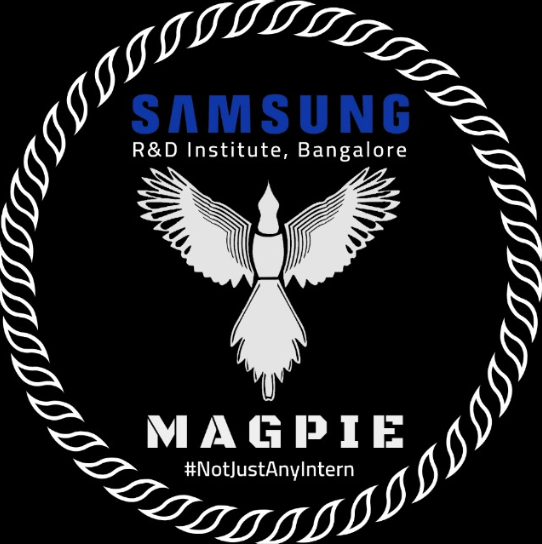 SAMSUNG
R&D Institute, Bangalore
MAGPIE
#NotJustAnyIntern